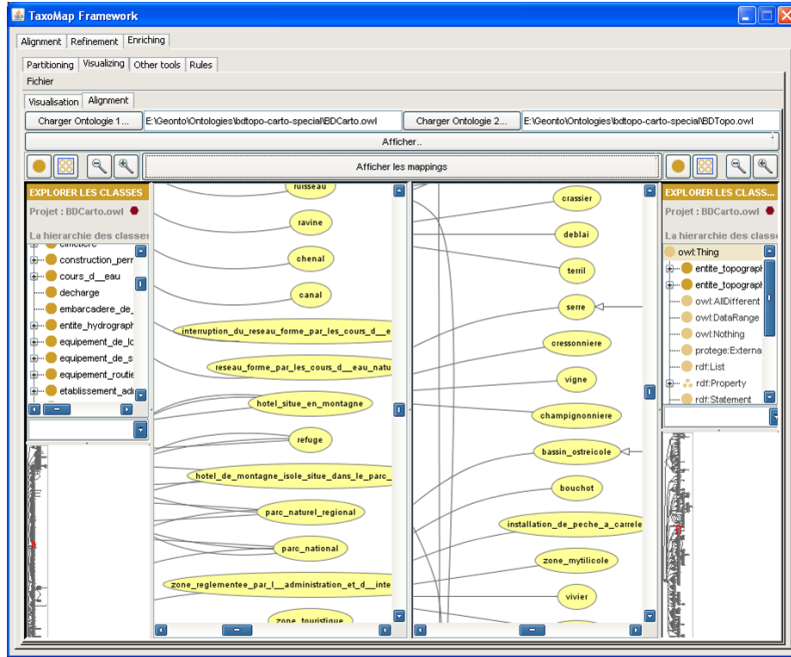 TaxoMap Framework
Alignment Refinement Enriching
Partitioning Visualizing Other tools Rules
Fichier
Visualisation Alignment
Charger Ontologie 1... E:\Geonto\Ontologies\bdtopo-carto-special\BDCarto.owl Charger Ontologie 2... E:\Geonto\Ontologies\bdtopo-carto-special\BDTopo.owl
Afficher..
Afficher les mappings
EXPLORER LES CLASSES
Projet : BDCarto.owl
La hierarchie des classes
cimetiere
construction_perr
cours_d__eau
decharge
embarcadere_de_
entite_hydrograph
equipement_de_lo
equipement_de_s
equipement_routie
etablissement_adı
ruisseau
ravine
chenal
canal
interruption_du_reseau_forme_par_les_cours_d__e
reseau_forme_par_les_cours_d__eau_natu
hotel_situe_en_montagne
refuge
hotel_de_montagne_isole_situe_dans_le_parc_
parc_naturel_regional
parc_national
zone_reglementee_par_l__administration_et_d__inte
zone_touristique
crassier
deblai
terril
serre
cressonniere
vigne
champignonniere
bassin_ostreicole
bouchot
installation_de_peche_a_carrele
zone_mytilicole
vivier
EXPLORER LES CLASS...
Projet : BDCarto.owl
La hierarchie des class
owl:Thing
entite_topograph
entite_topograph
owl:AllDifferent
owl:DataRange
owl:Nothing
protege:Externa
rdf:List
rdf:Property
rdf:Statement